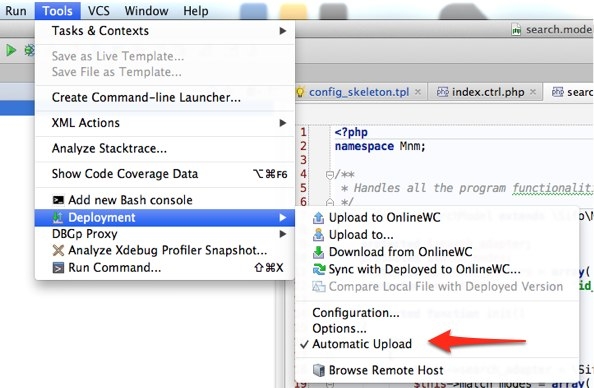 Run Tools VCS Window Help
Tasks & Contexts
Save as Live Template...
Save File as Template...
Create Command-line Launcher...
XML Actions
Analyze Stacktrace...
Show Code Coverage Data ⌥⌘F6
Add new Bash console
Deployment
DBGp Proxy
Analyze Xdebug Profiler Snapshot...
Run Command... ⇧⌘X
Upload to OnlineWC
Upload to...
Download from OnlineWC
Sync with Deployed to OnlineWC...
Compare Local File with Deployed Version
Configuration...
Options...
✓ Automatic Upload
Browse Remote Host
search.mode
config_skeleton.tpl × index.ctrl.php × searc
1 <?php
2 namespace Mnm;
3
4 /**
5 * Handles all the program functionaliti
6 */